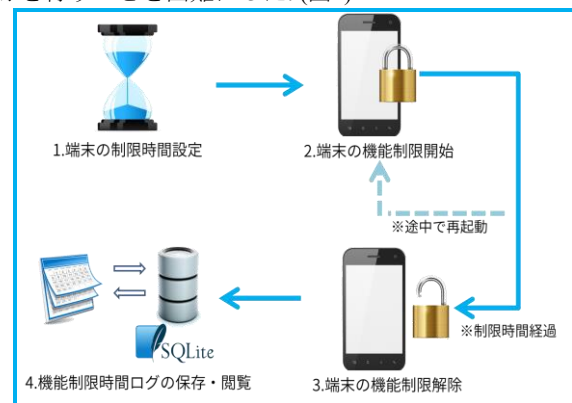 1.端末の制限時間設定
2.端末の機能制限開始
※途中で再起動
※制限時間経過
SQLite
4.機能制限時間ログの保存・閲覧
3.端末の機能制限解除